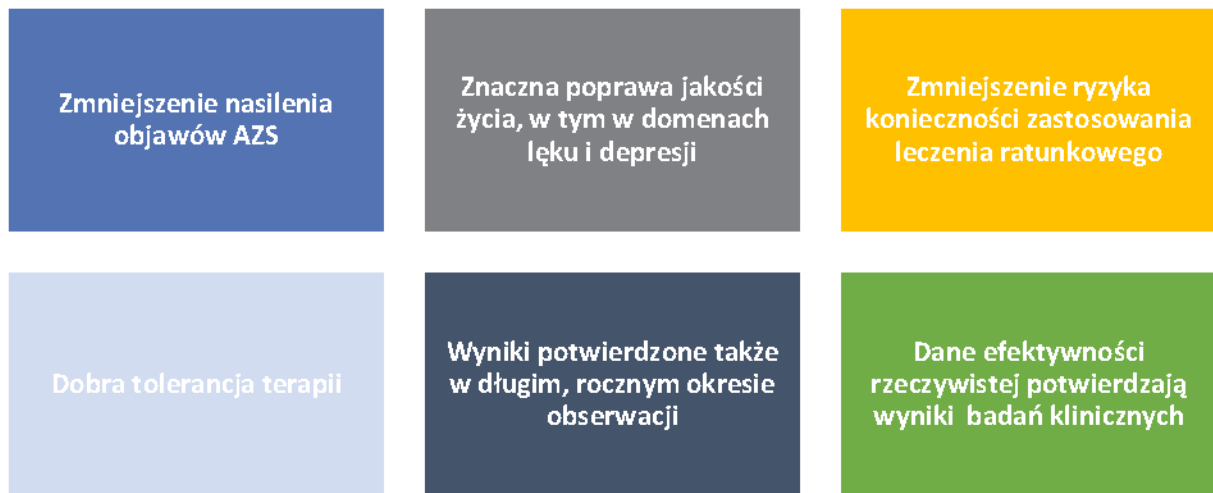 Zmniejszenie nasilenia
objawów AZS
Znaczna poprawa jakości
życia, w tym w domenach
lęku i depresji
Zmniejszenie ryzyka
konieczności zastosowania
leczenia ratunkowego
Dobra tolerancja terapii
Wyniki potwierdzone także
w długim, rocznym okresie
obserwacji
Dane efektywności
rzeczywistej potwierdzają
wyniki badań klinicznych